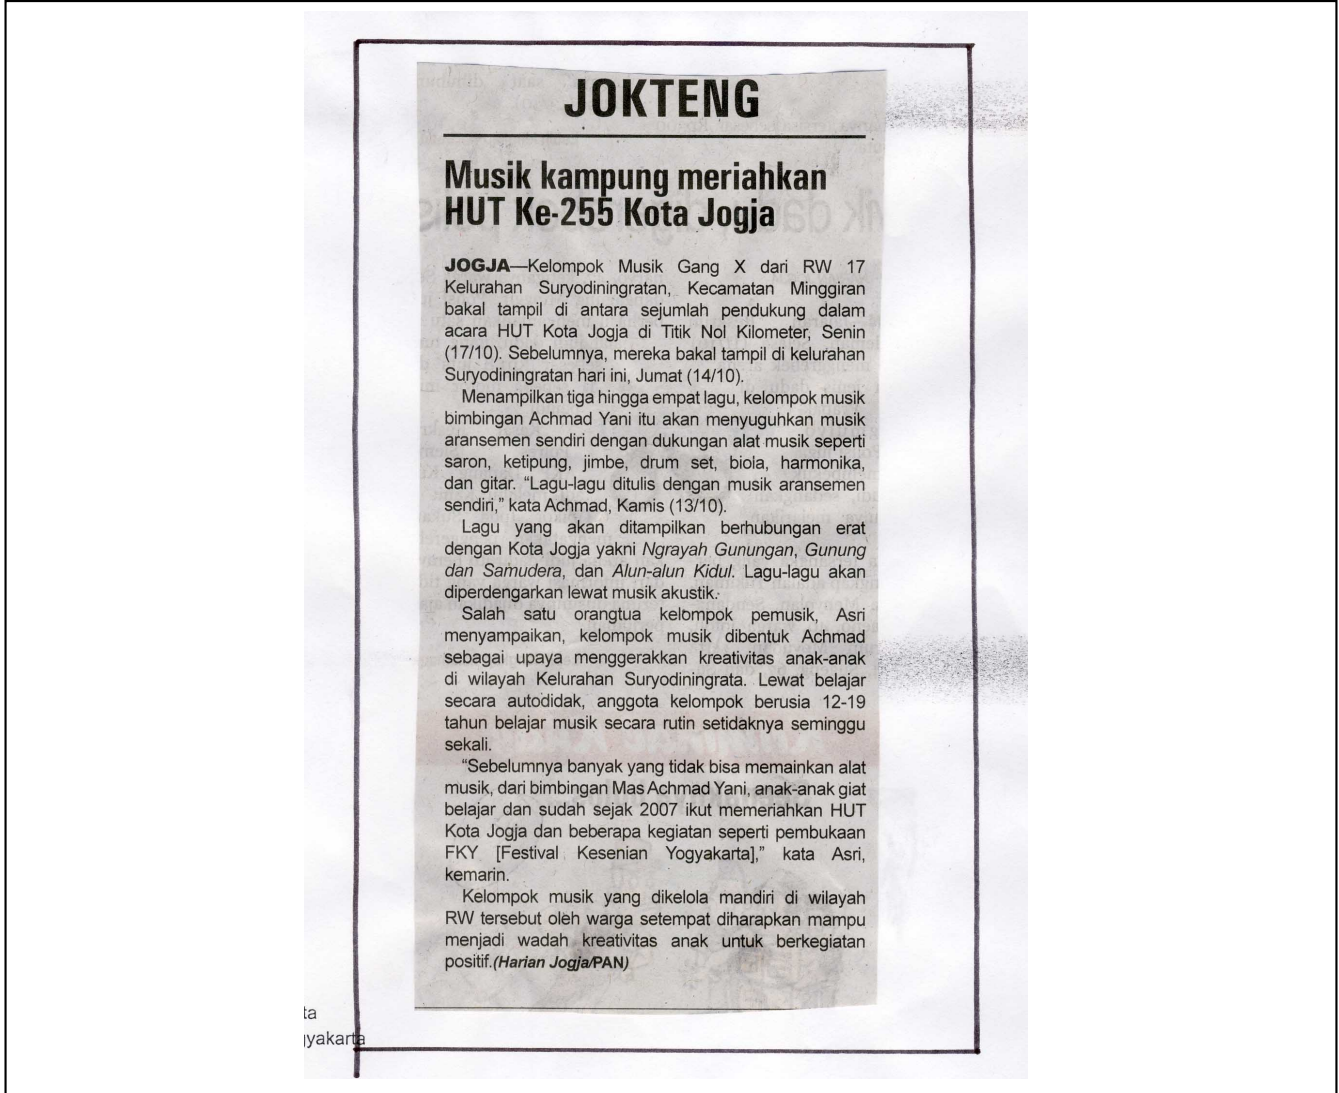 JOKTENG
Musik kampung meriahkan
HUT Ke-255 Kota Jogja
JOGJA—Kelompok Musik Gang X dari RW 17
Kelurahan Suryodiningratan, Kecamatan Minggiran
bakal tampil di antara sejumlah pendukung dalam
acara HUT Kota Jogja di Titik Nol Kilometer, Senin
(17/10). Sebelumnya, mereka bakal tampil di kelurahan
Suryodiningratan hari ini, Jumat (14/10).
Menampilkan tiga hingga empat lagu, kelompok musik
bimbingan Achmad Yani itu akan menyuguhkan musik
aransemen sendiri dengan dukungan alat musik seperti
saron, ketipung, jimbe, drum set, biola, harmonika,
dan gitar. “Lagu-lagu ditulis dengan musik aransemen
sendiri,” kata Achmad, Kamis (13/10).
Lagu yang akan ditampilkan berhubungan erat
dengan Kota Jogja yakni Ngrayah Gunungan, Gunung
dan Samudera, dan Alun-alun Kidul. Lagu-lagu akan
diperdengarkan lewat musik akustik.
Salah satu orangtua kelompok pemusik, Asri
menyampaikan, kelompok musik dibentuk Achmad
sebagai upaya menggerakkan kreativitas anak-anak
di wilayah Kelurahan Suryodiningrata. Lewat belajar
secara autodidak, anggota kelompok berusia 12-19
tahun belajar musik secara rutin setidaknya seminggu
sekali.
“Sebelumnya banyak yang tidak bisa memainkan alat
musik, dari bimbingan Mas Achmad Yani, anak-anak giat
belajar dan sudah sejak 2007 ikut memeriahkan HUT
Kota Jogja dan beberapa kegiatan seperti pembukaan
FKY [Festival Kesenian Yogyakarta],” kata Asri,
kemarin.
Kelompok musik yang dikelola mandiri di wilayah
RW tersebut oleh warga setempat diharapkan mampu
menjadi wadah kreativitas anak untuk berkegiatan
positif.(Harian Jogja/PAN)
ta
yakarta